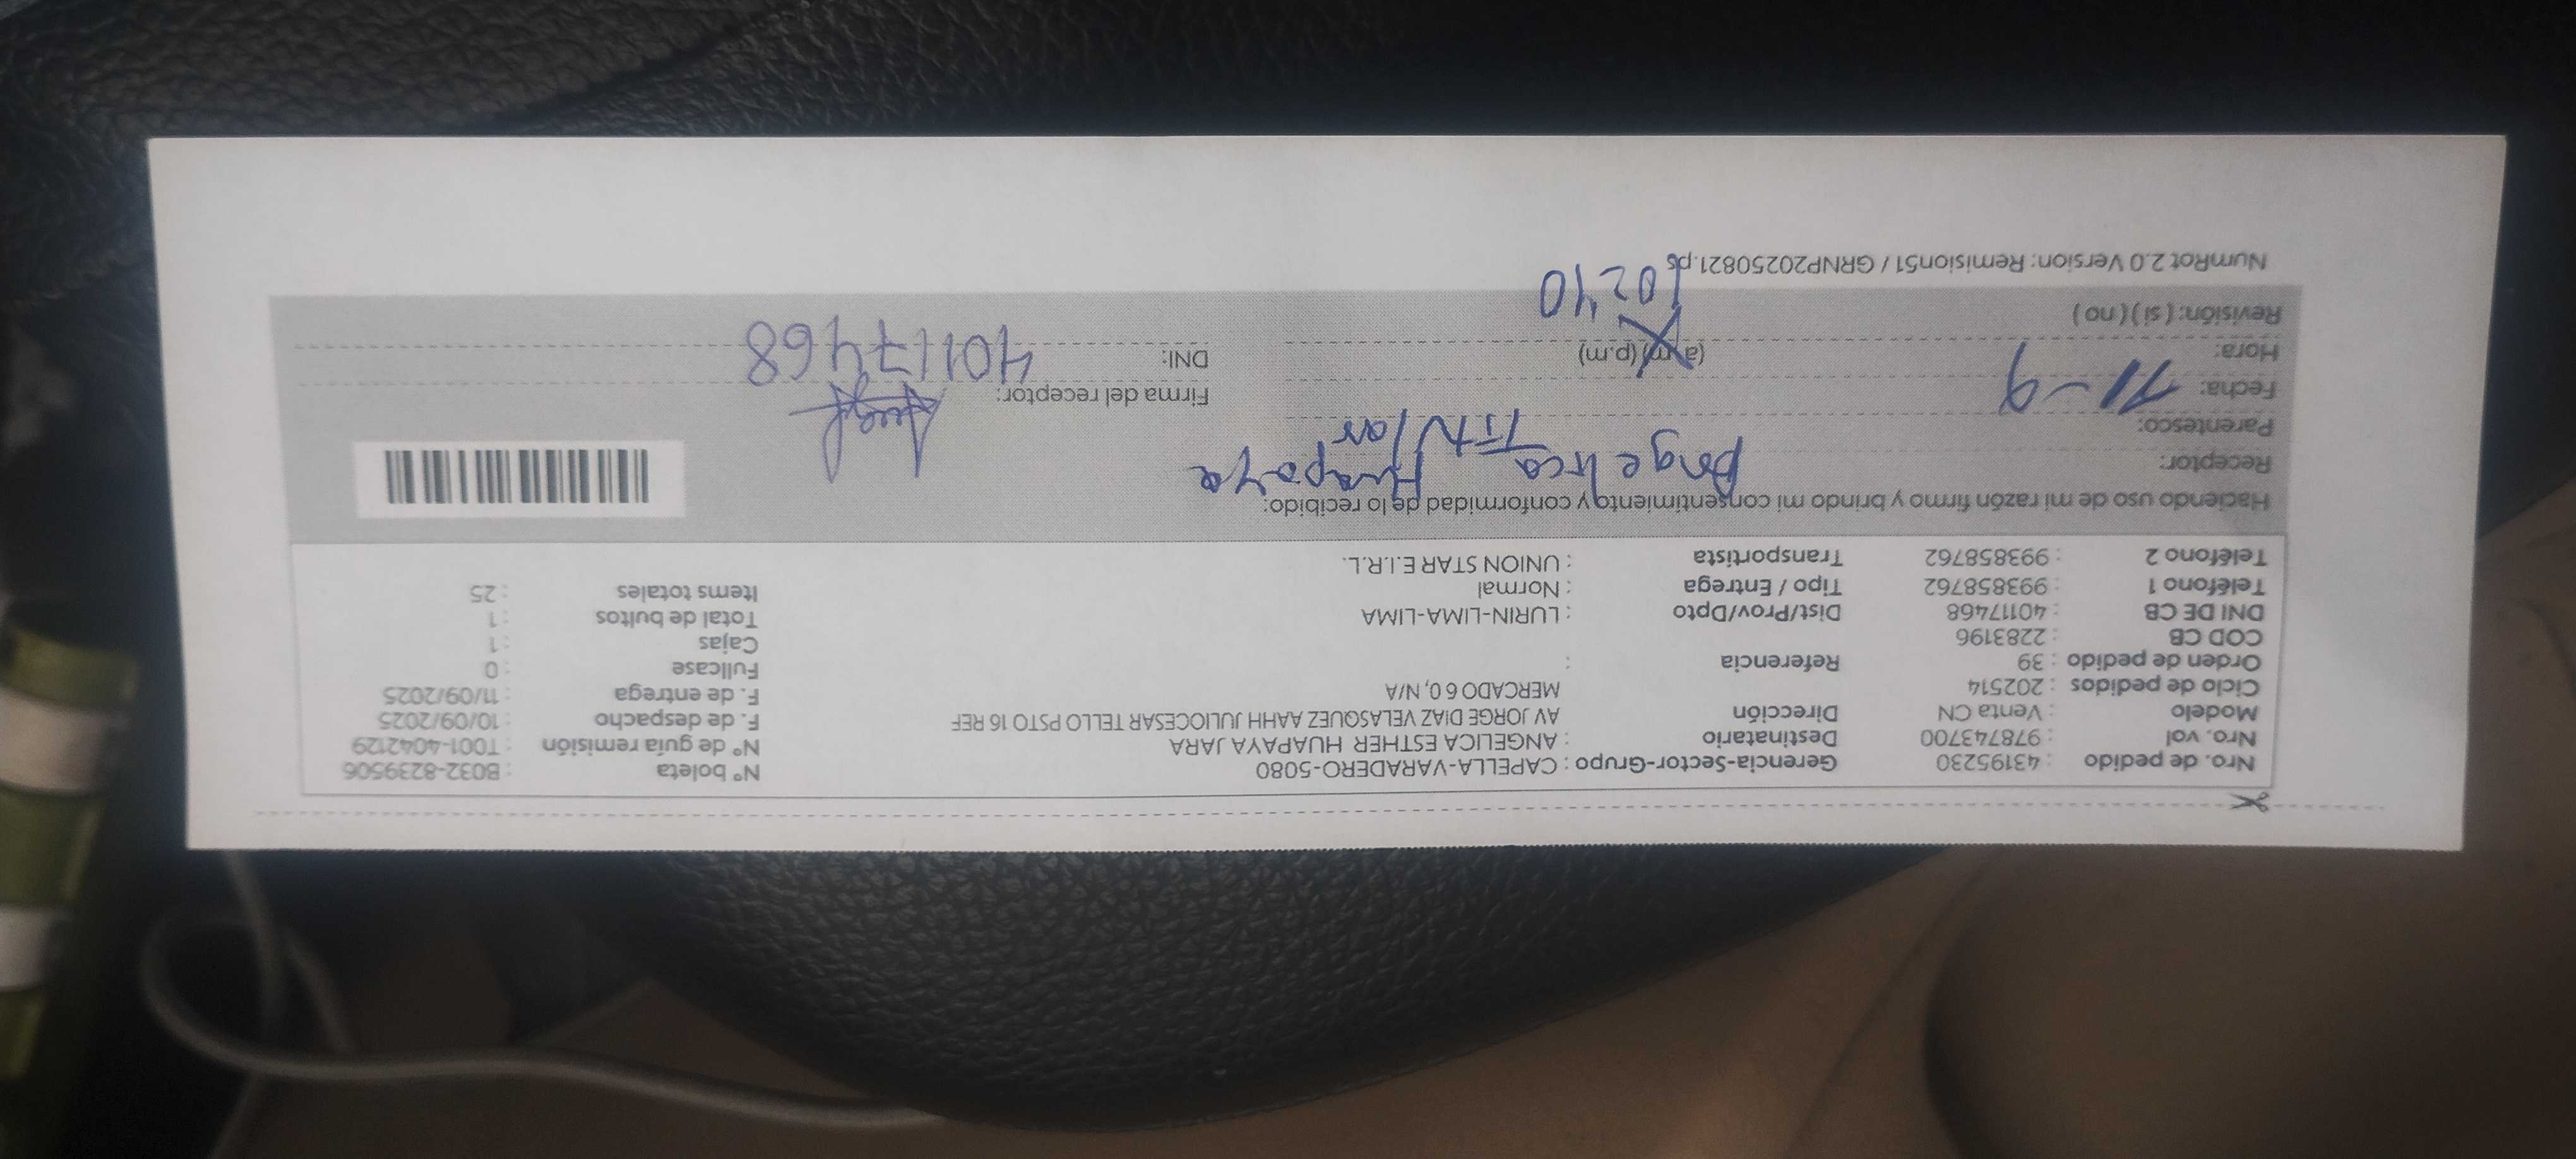 Nro. de pedido : 43195230 Gerencia-Sector-Grupo : CAPELLA-VARADERO-5080 N° boleta : B032-8239506
Nro. vol : 978743700 Destinatario : ANGELICA ESTHER HUAPAYA JARA N° de guía remisión : T001-4042129
Modelo : Venta CN Dirección AV JORGE DIAZ VELASQUEZ AAHH JULIOCESAR TELLO PSTO 16 REF F. de despacho : 10/09/2025
Ciclo de pedidos : 202514 MERCADO 6 0, N/A F. de entrega : 11/09/2025
Orden de pedido : 39 Referencia : Fullcase : 0
COD CB : 2283196 Cajas : 1
DNI DE CB : 40117468 Dist/Prov/Dpto : LURIN-LIMA-LIMA Total de bultos : 1
Teléfono 1 : 993858762 Tipo / Entrega : Normal Items totales : 25
Teléfono 2 : 993858762 Transportista : UNION STAR E.I.R.L.
Haciendo uso de mi razón firmo y brindo mi consentimiento y conformidad de lo recibido:
Receptor: Angelica Huapaya
Parentesco: Titular
Fecha: 11-9 Firma del receptor:
Hora: (a.m) (p.m) DNI: 40117468
Revisión: ( si ) ( no ) 10:40
NumRot 2.0 Version: Remision51 / GRNP20250821.ps